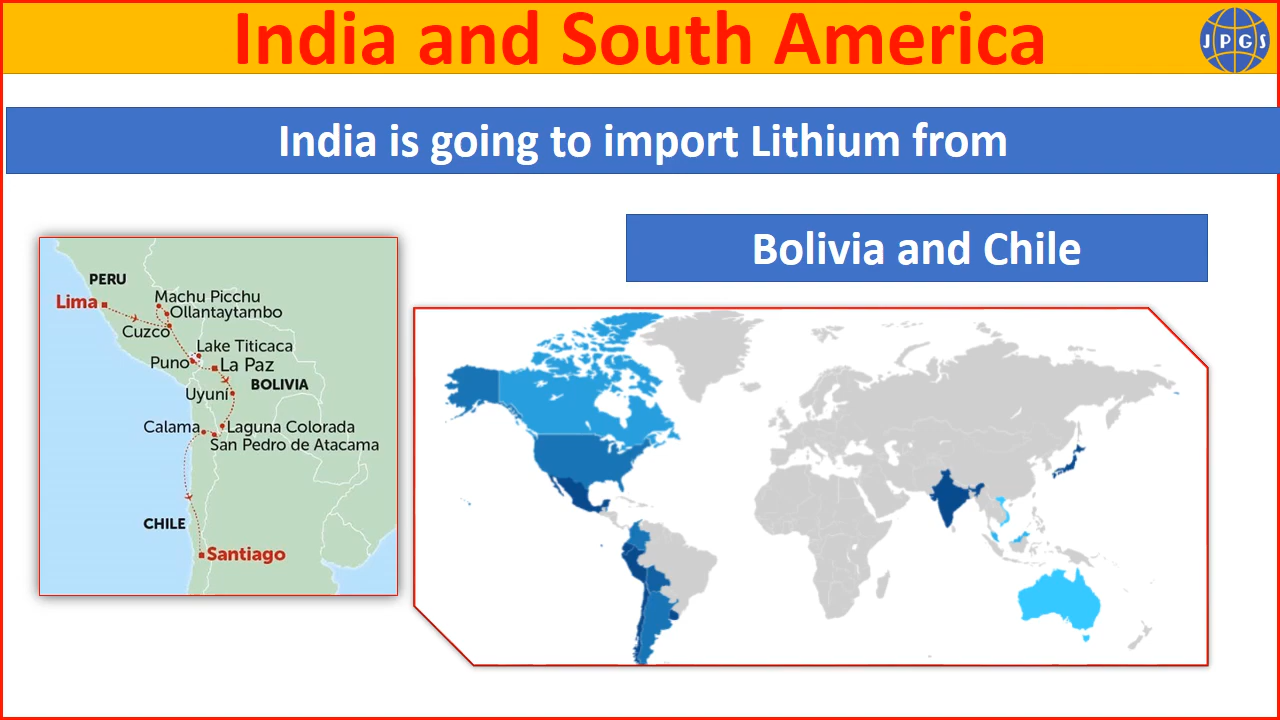 India and South America
JPGS
India is going to import Lithium from
Bolivia and Chile
PERU
Lima
Machu Picchu
Ollantaytambo
Cuzco
Lake Titicaca
Puno
La Paz
BOLIVIA
Uyuní
Calama
Laguna Colorada
San Pedro de Atacama
CHILE
Santiago